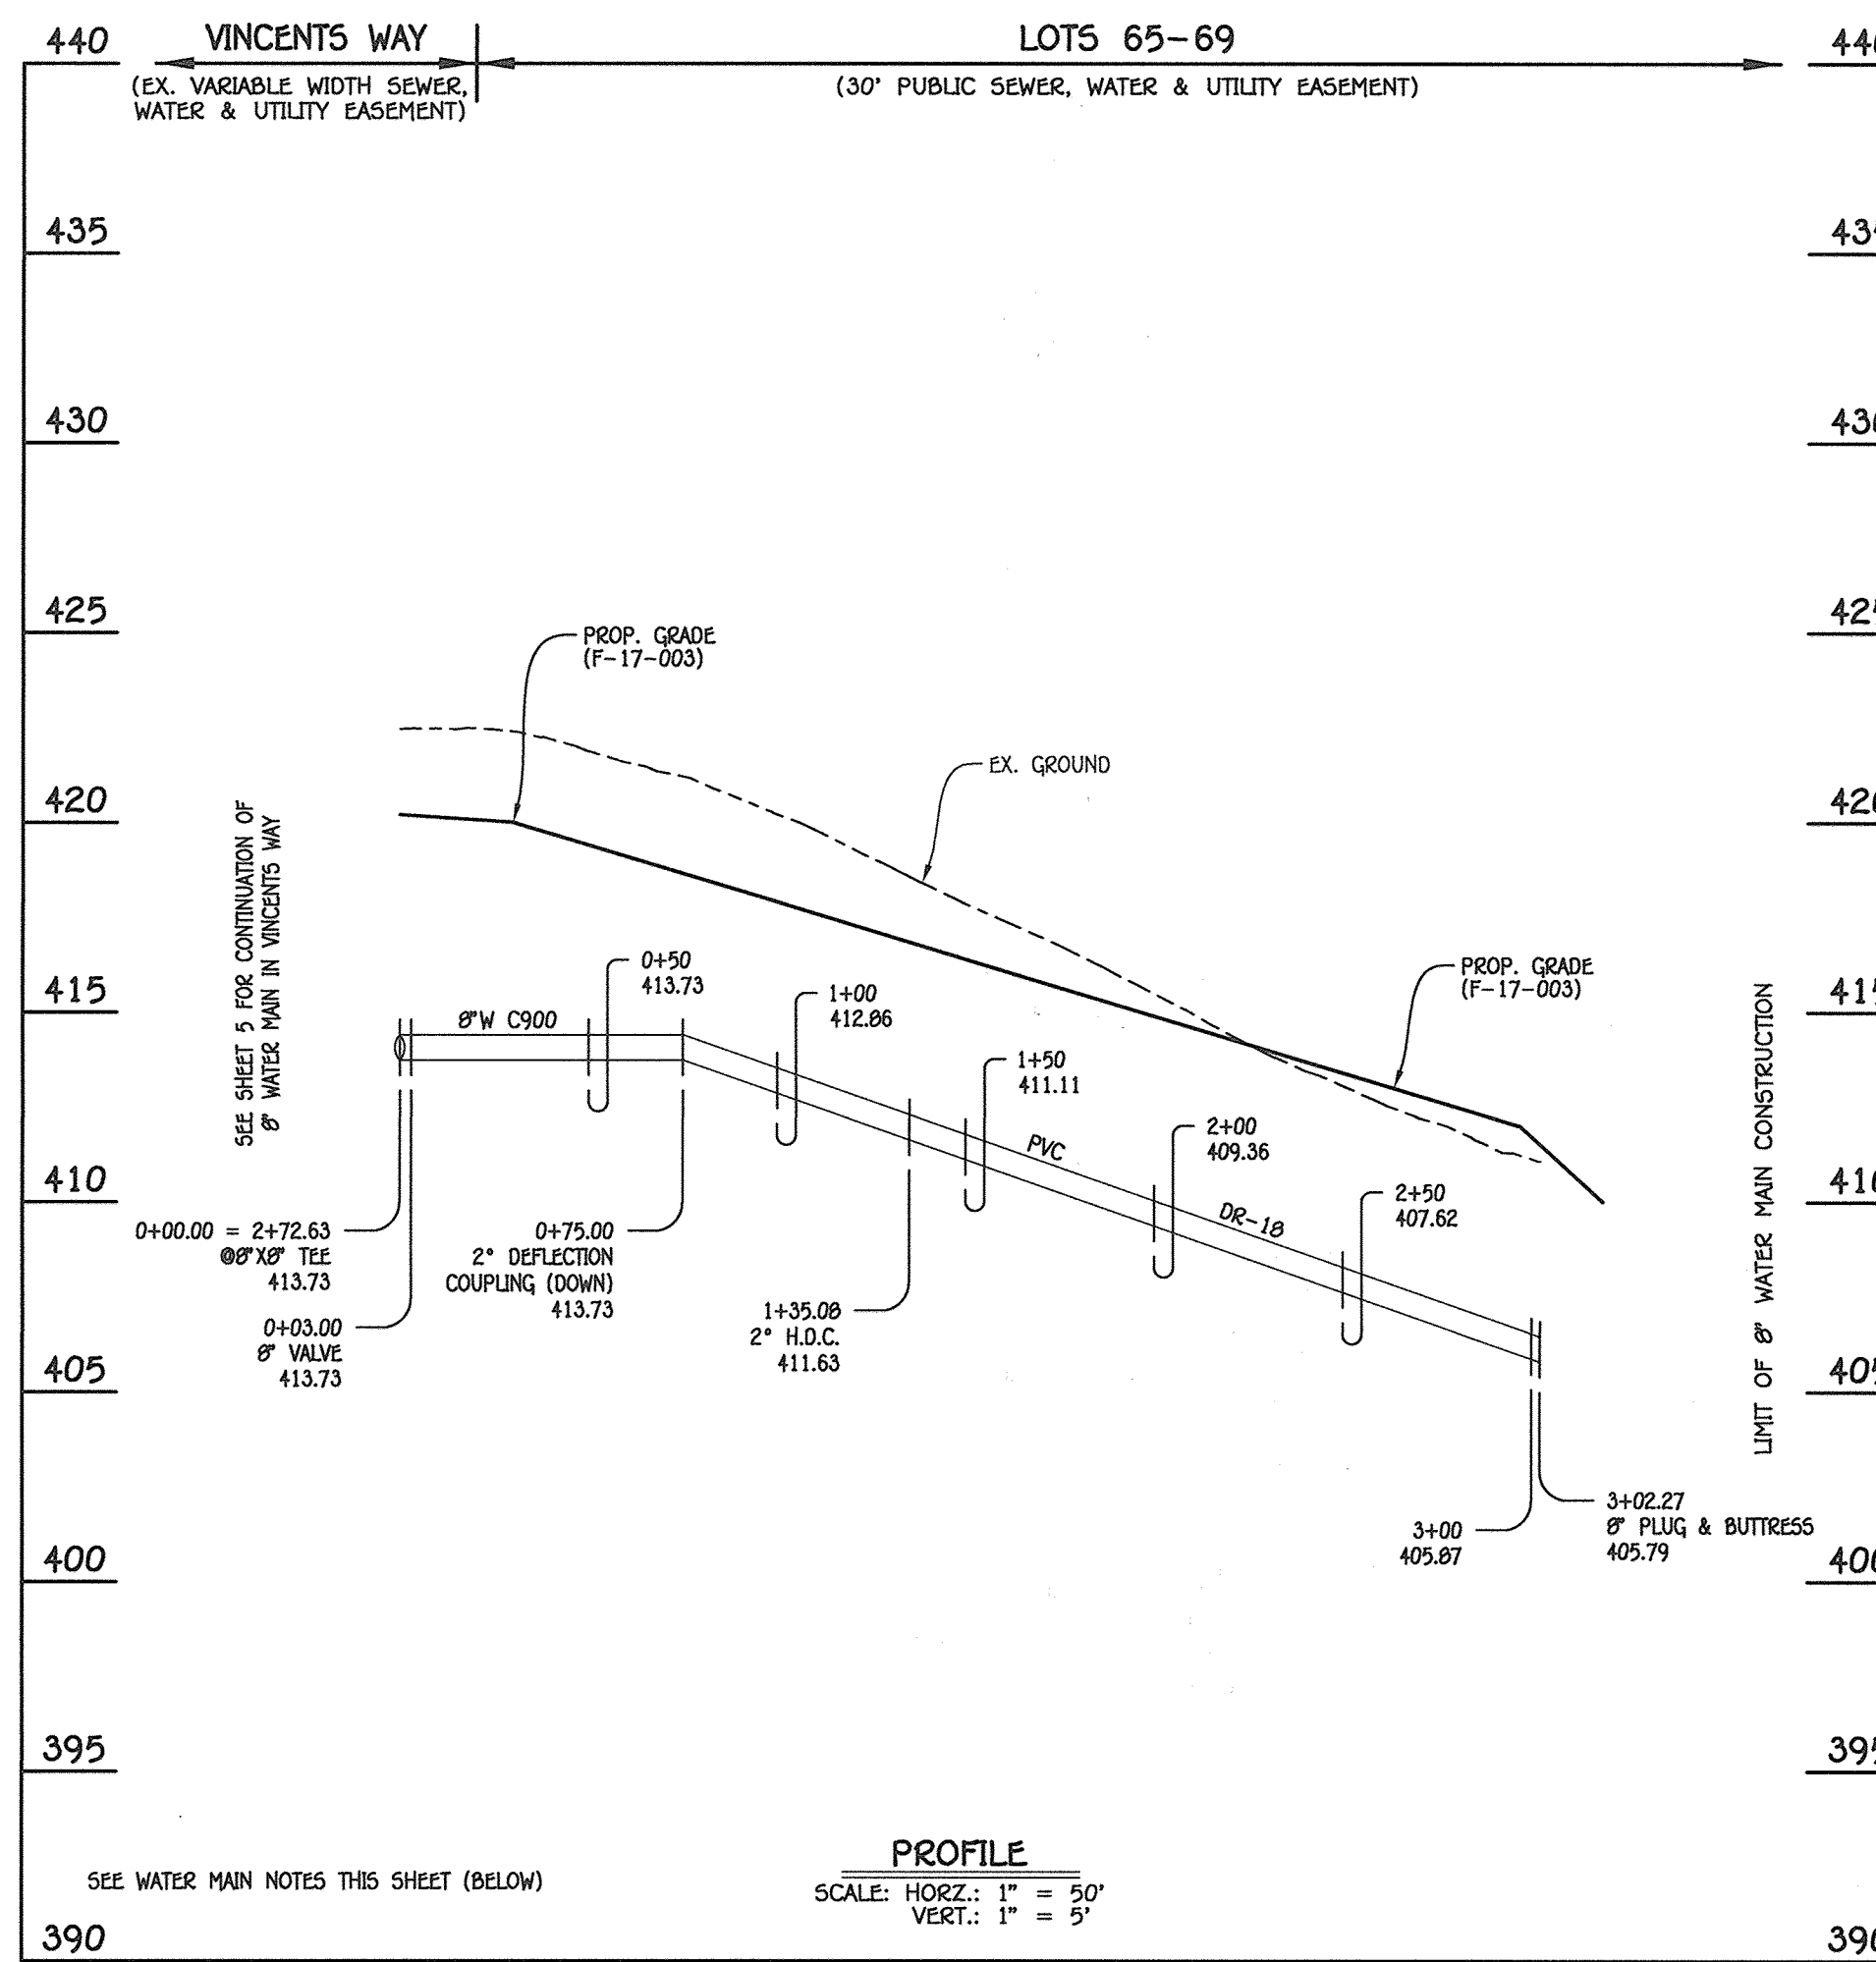 440
VINCENTS WAY
LOTS 65-69
(EX. VARIABLE WIDTH SEWER,
WATER & UTILITY EASEMENT)
(30' PUBLIC SEWER, WATER & UTILITY EASEMENT)
435
430
425
420
415
410
405
400
395
390
PROP. GRADE
(F-17-003)
EX. GROUND
SEE SHEET 5 FOR CONTINUATION OF
8" WATER MAIN IN VINCENTS WAY
8"W C900
0+50
413.73
1+00
412.86
1+50
411.11
PVC
2+00
409.36
DR-18
2+50
407.62
PROP. GRADE
(F-17-003)
LIMIT OF 8" WATER MAIN CONSTRUCTION
0+00.00 = 2+72.63
@8"X8" TEE
413.73
0+03.00
8" VALVE
413.73
0+75.00
2° DEFLECTION
COUPLING (DOWN)
413.73
1+35.08
2° H.D.C.
411.63
3+00
405.87
3+02.27
8" PLUG & BUTTRESS
405.79
SEE WATER MAIN NOTES THIS SHEET (BELOW)
PROFILE
SCALE: HORZ.: 1" = 50'
VERT.: 1" = 5'